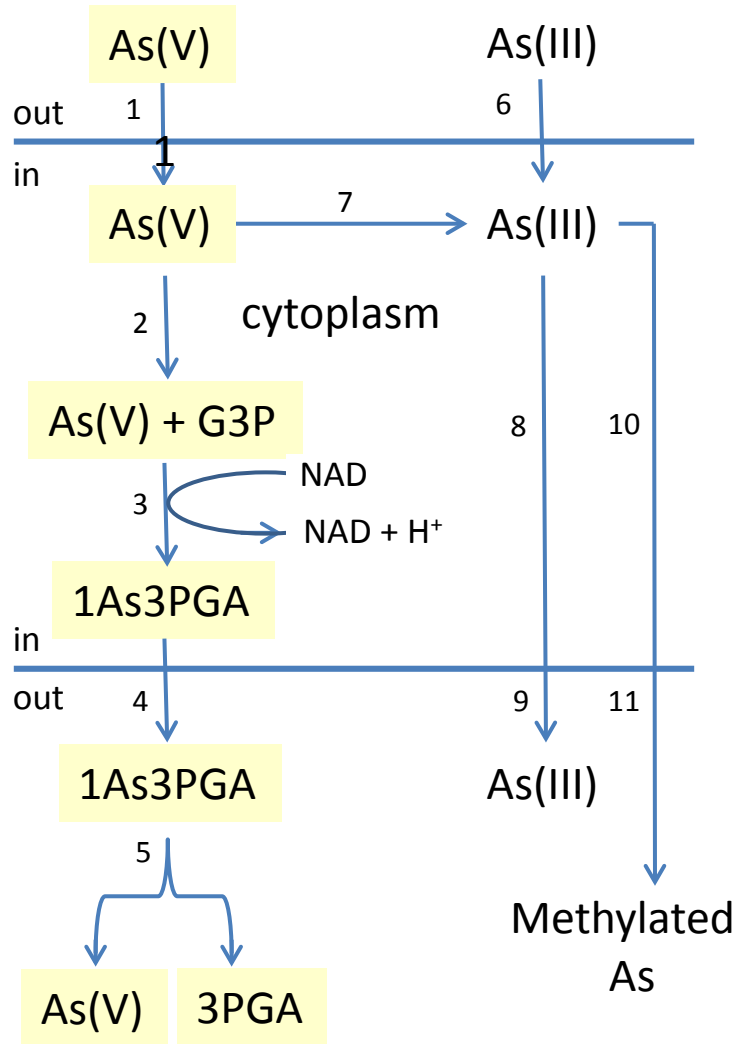 As(V) As(III)
1 6
out
1
in
As(V) 7 As(III)
2 cytoplasm
As(V) + G3P 8 10
NAD
3
NAD + H⁺
1As3PGA
in
out 4 9 11
1As3PGA As(III)
5
Methylated
As
As(V) 3PGA